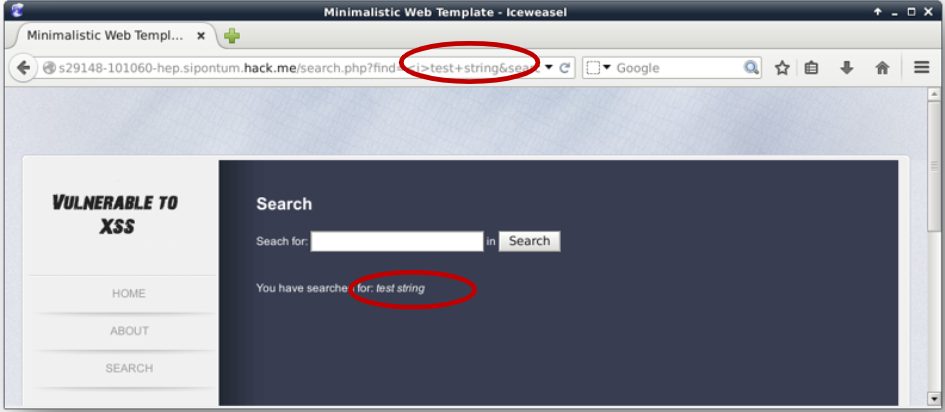 Minimalistic Web Template - Iceweasel
Minimalistic Web Templ...
s29148-101060-hep.sipontum.hack.me/search.php?find=<i>test+string&searc
Google
VULNERABLE TO
XSS
Search
Seach for: in Search
You have searched for: test string
HOME
ABOUT
SEARCH